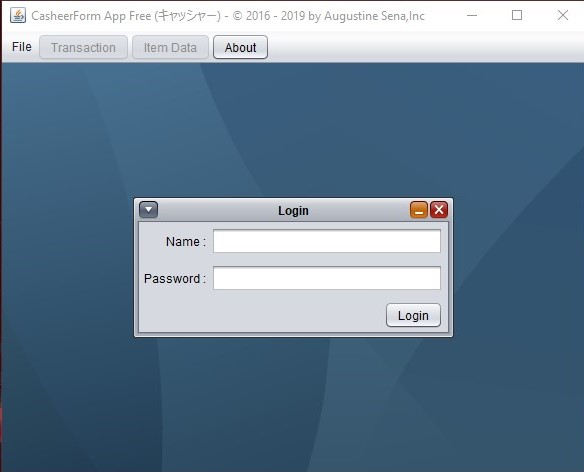 CasheerForm App Free (キャッシャー) - © 2016 - 2019 by Augustine Sena,Inc
File Transaction Item Data About
Login
Name :
Password :
Login